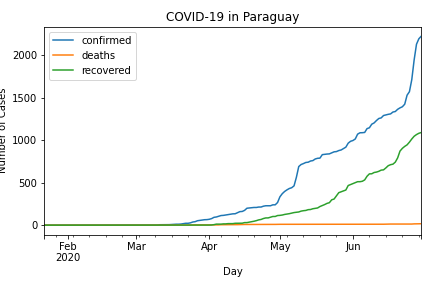 COVID-19 in Paraguay
confirmed
deaths
recovered
Number of Cases
2000
1500
1000
500
0
Feb
2020
Mar
Apr
May
Jun
Day